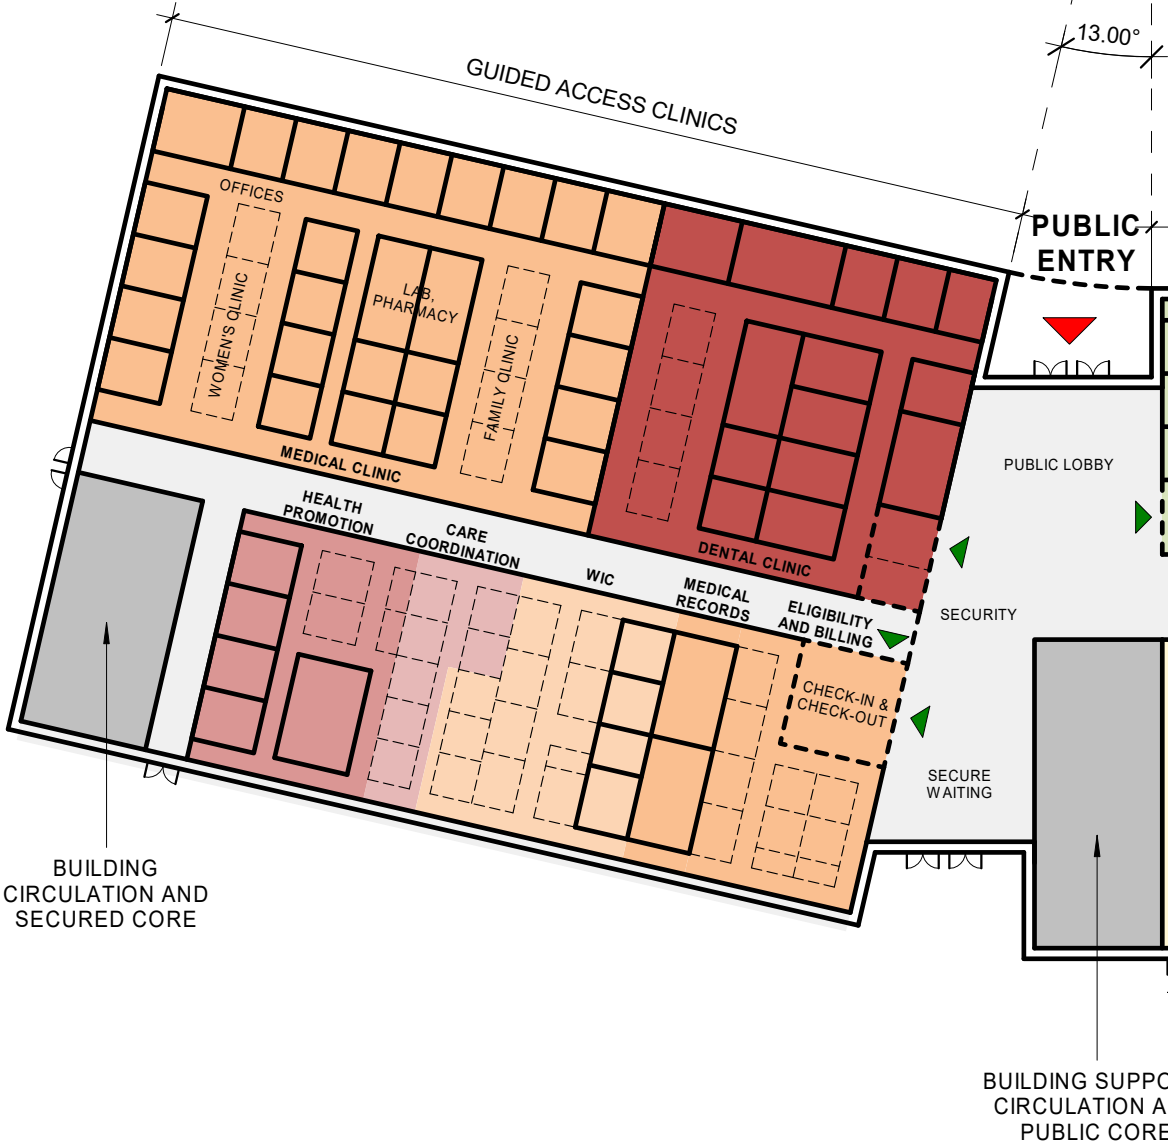 13.00°
GUIDED ACCESS CLINICS
PUBLIC
ENTRY
OFFICES
WOMEN'S CLINIC
LAB,
PHARMACY
FAMILY CLINIC
MEDICAL CLINIC
PUBLIC LOBBY
HEALTH
PROMOTION
CARE
COORDINATION
WIC
DENTAL CLINIC
MEDICAL
RECORDS
ELIGIBILITY
AND BILLING
SECURITY
CHECK-IN &
CHECK-OUT
SECURE
WAITING
BUILDING
CIRCULATION AND
SECURED CORE
BUILDING SUPPO
CIRCULATION A
PUBLIC CORE